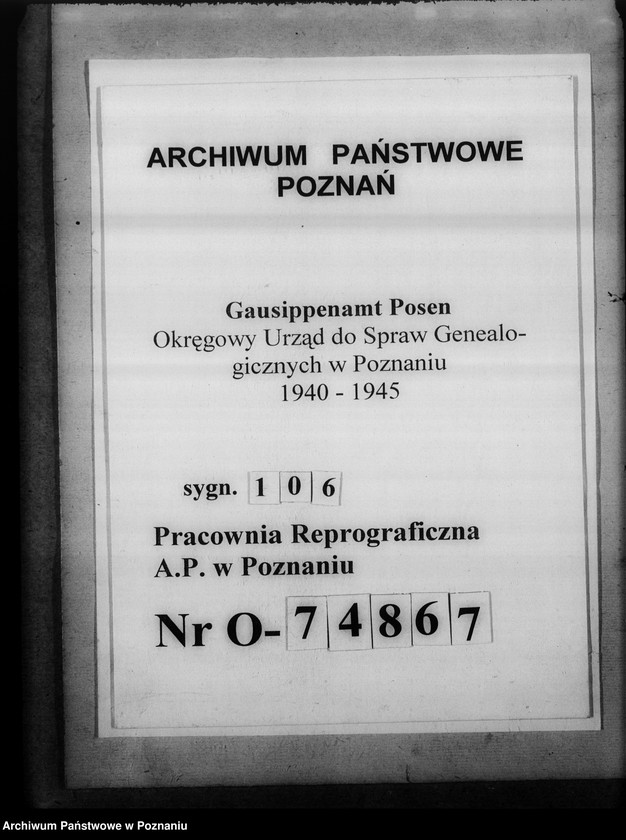 ARCHIWUM PAŃSTWOWE
POZNAŃ
Gausippenamt Posen
Okręgowy Urząd do Spraw Genealo-
gicznych w Poznaniu
1940 - 1945
sygn. 106
Pracownia Reprograficzna
A.P. w Poznaniu
Nr O-74867
Archiwum Państwowe w Poznaniu